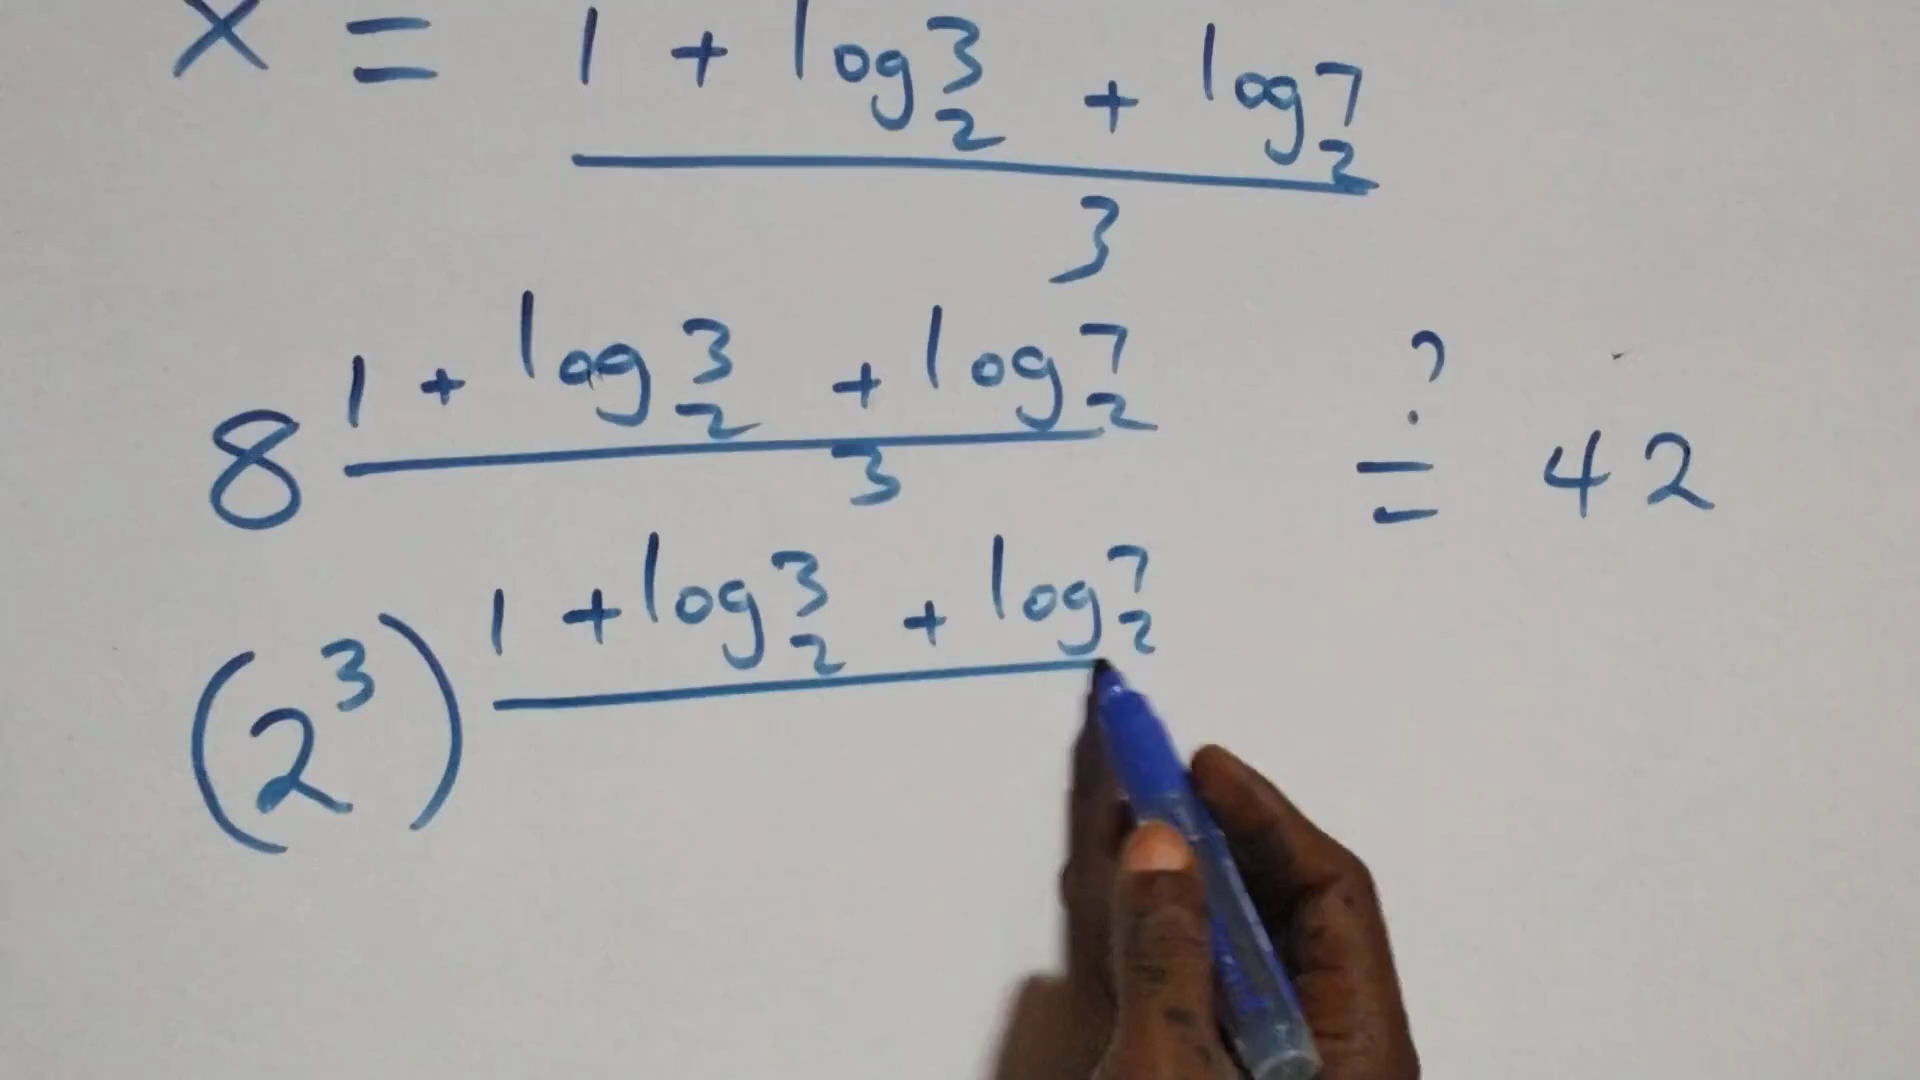 x = 1 + log₂3 + log₂7
3
8 1 + log₂3 + log₂7 ?= 42
3
(2³) 1 + log₂3 + log₂7